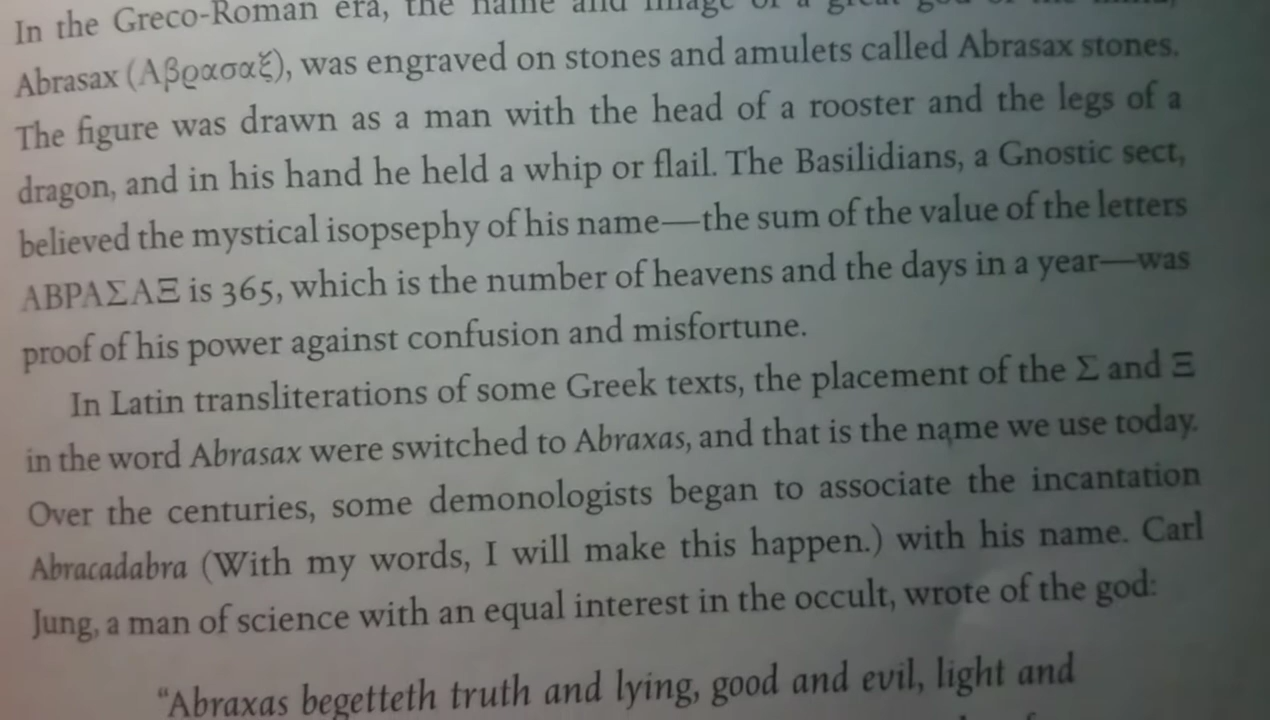 In the Greco-Roman era, the name and image of a great god of the
Abrasax (Αβρασαξ), was engraved on stones and amulets called Abrasax stones.
The figure was drawn as a man with the head of a rooster and the legs of a
dragon, and in his hand he held a whip or flail. The Basilidians, a Gnostic sect,
believed the mystical isopsephy of his name—the sum of the value of the letters
ΑΒΡΑΣΑΞ is 365, which is the number of heavens and the days in a year—was
proof of his power against confusion and misfortune.
In Latin transliterations of some Greek texts, the placement of the Σ and Ξ
in the word Abrasax were switched to Abraxas, and that is the name we use today.
Over the centuries, some demonologists began to associate the incantation
Abracadabra (With my words, I will make this happen.) with his name. Carl
Jung, a man of science with an equal interest in the occult, wrote of the god:
“Abraxas begetteth truth and lying, good and evil, light and